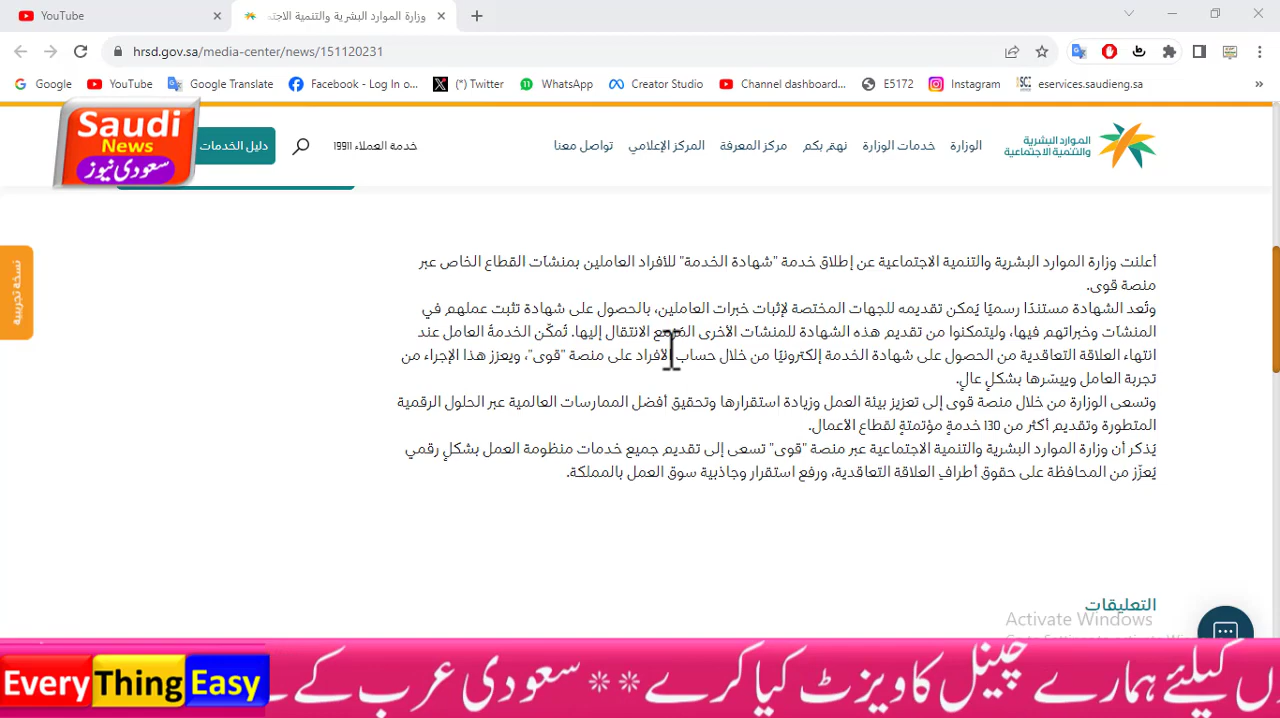 YouTube
وزارة الموارد البشرية والتنمية الاجتم
hrsd.gov.sa/media-center/news/151120231
Google YouTube Google Translate Facebook - Log In o... (*) Twitter WhatsApp Creator Studio Channel dashboard... E5172 Instagram eservices.saudieng.sa »
Saudi
News
سعودی نیوز
الموارد البشرية
والتنمية الاجتماعية
الوزارة خدمات الوزارة نهتم بكم مركز المعرفة المركز الإعلامي تواصل معنا خدمة العملاء 19911 دليل الخدمات
نسخة تجريبية
أعلنت وزارة الموارد البشرية والتنمية الاجتماعية عن إطلاق خدمة "شهادة الخدمة" للأفراد العاملين بمنشآت القطاع الخاص عبر
منصة قوى.
وتُعد الشهادة مستندًا رسميًا يُمكن تقديمه للجهات المختصة لإثبات خبرات العاملين، بالحصول على شهادة تثبت عملهم في
المنشآت وخبراتهم فيها، وليتمكنوا من تقديم هذه الشهادة للمنشآت الأخرى المزمع الانتقال إليها. تُمكّن الخدمةُ العامل عند
انتهاء العلاقة التعاقدية من الحصول على شهادة الخدمة إلكترونيًا من خلال حساب الأفراد على منصة "قوى"، ويعزز هذا الإجراء من
تجربة العامل وييسّرها بشكلٍ عالٍ.
وتسعى الوزارة من خلال منصة قوى إلى تعزيز بيئة العمل وزيادة استقرارها وتحقيق أفضل الممارسات العالمية عبر الحلول الرقمية
المتطورة وتقديم أكثر من 130 خدمةٍ مؤتمتةٍ لقطاع الأعمال.
يُذكر أن وزارة الموارد البشرية والتنمية الاجتماعية عبر منصة "قوى" تسعى إلى تقديم جميع خدمات منظومة العمل بشكلٍ رقمي
يُعزّز من المحافظة على حقوق أطرافِ العلاقة التعاقدية، ورفع استقرار وجاذبية سوق العمل بالمملكة.
التعليقات
Activate Windows
Every Thing Easy
وں کیلئے ہمارے چینل کا ویزٹ کیا کرے ** سعودی عرب کے